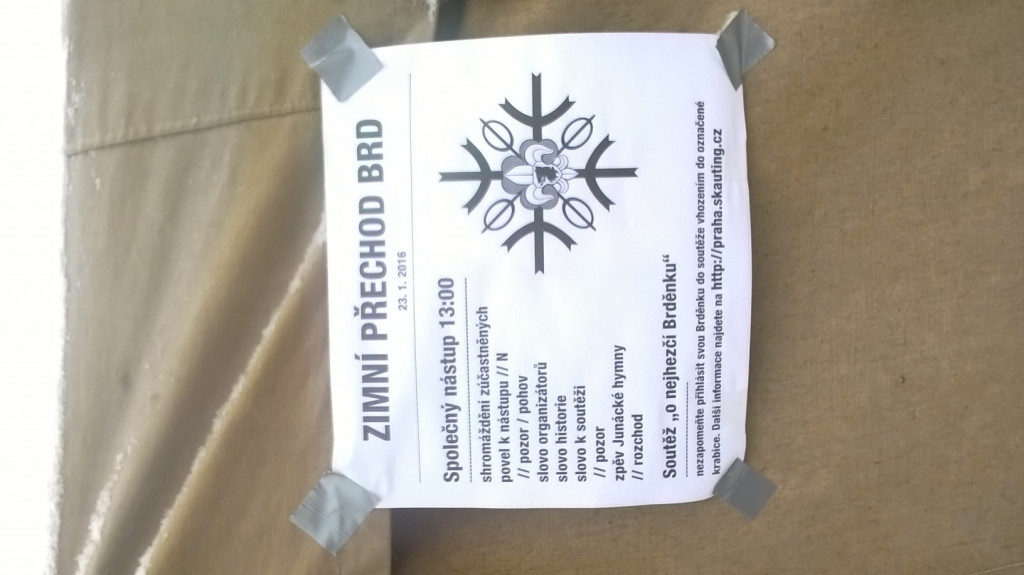 ZIMNÍ PŘECHOD BRD
23. 1. 2016
Společný nástup 13:00
shromáždění zúčastněných
povel k nástupu // N
// pozor / pohov
slovo organizátorů
slovo historie
slovo k soutěži
// pozor
zpěv Junácké hymny
// rozchod
Soutěž „o nejhezčí Brděnku“
nezapomeňte přihlásit svou Brděnku do soutěže vhozením do označené
krabice. Další informace najdete na http://praha.skauting.cz